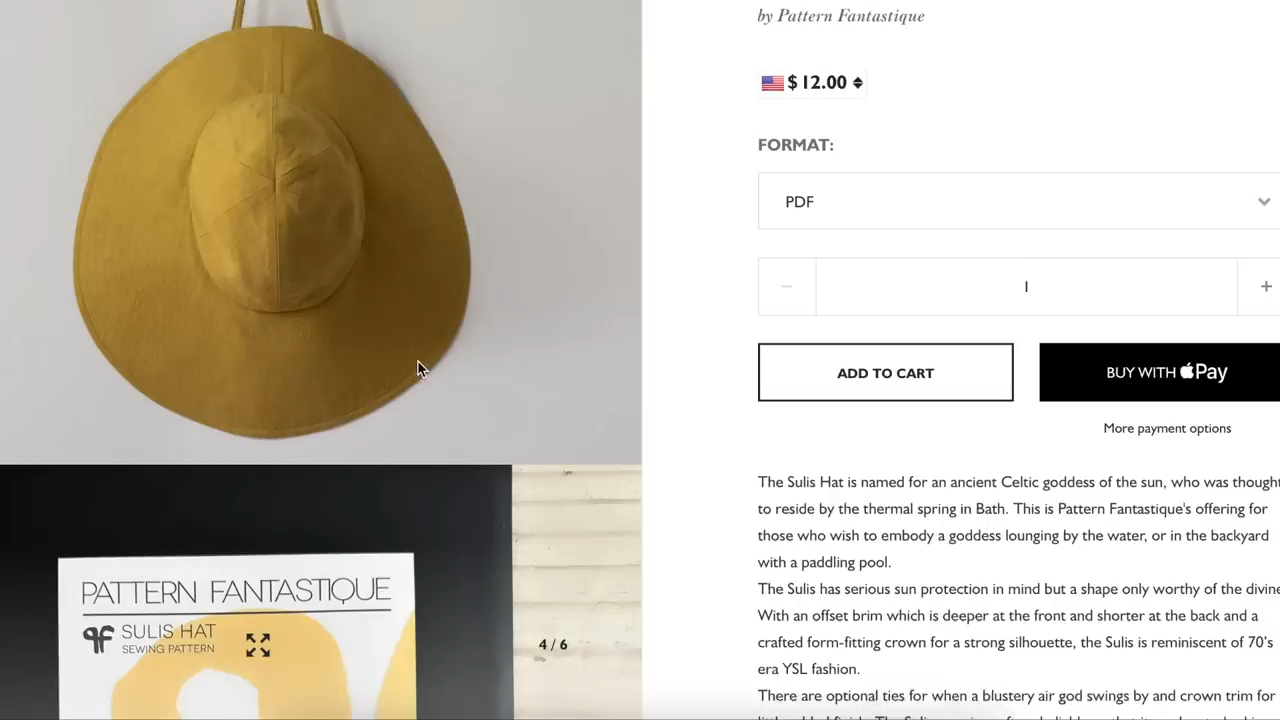 by Pattern Fantastique
$ 12.00
FORMAT:
PDF
1
ADD TO CART
BUY WITH Pay
More payment options
The Sulis Hat is named for an ancient Celtic goddess of the sun, who was thought
to reside by the thermal spring in Bath. This is Pattern Fantastique's offering for
those who wish to embody a goddess lounging by the water, or in the backyard
with a paddling pool.
The Sulis has serious sun protection in mind but a shape only worthy of the divine
With an offset brim which is deeper at the front and shorter at the back and a
crafted form-fitting crown for a strong silhouette, the Sulis is reminiscent of 70's
era YSL fashion.
There are optional ties for when a blustery air god swings by and crown trim for
PATTERN FANTASTIQUE
SULIS HAT
SEWING PATTERN
4 / 6